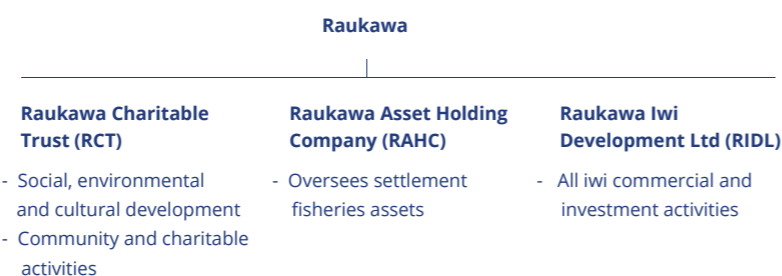 Raukawa
Raukawa Charitable
Trust (RCT)
- Social, environmental
and cultural development
- Community and charitable
activities
Raukawa Asset Holding
Company (RAHC)
- Oversees settlement
fisheries assets
Raukawa Iwi
Development Ltd (RIDL)
- All iwi commercial and
investment activities